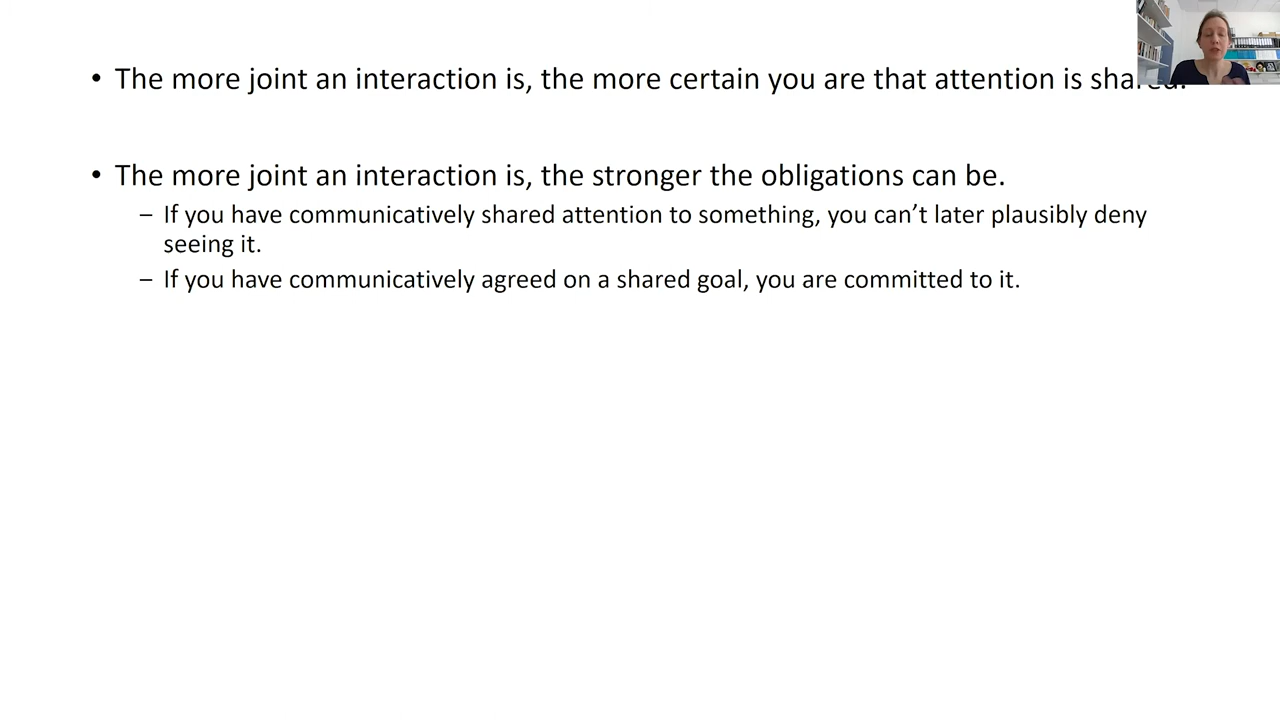 • The more joint an interaction is, the more certain you are that attention is shared.
• The more joint an interaction is, the stronger the obligations can be.
– If you have communicatively shared attention to something, you can’t later plausibly deny
seeing it.
– If you have communicatively agreed on a shared goal, you are committed to it.